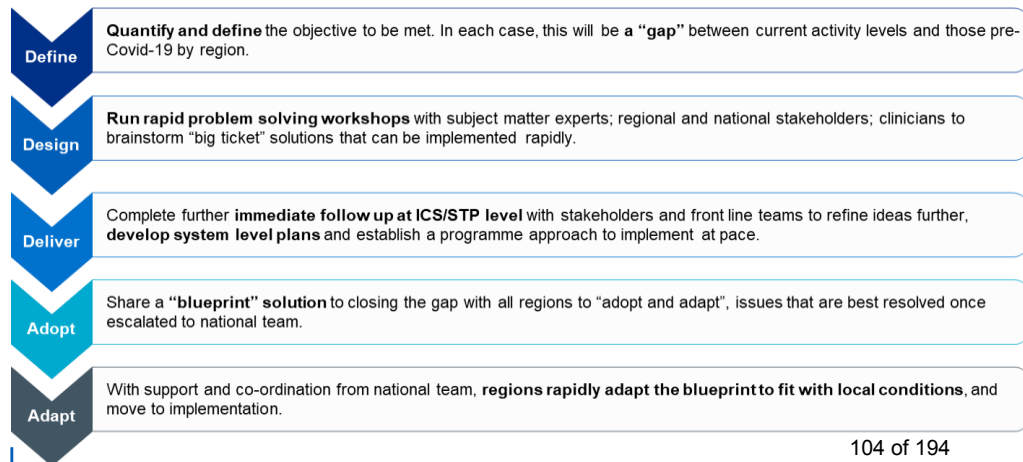 Define
Quantify and define the objective to be met. In each case, this will be a “gap” between current activity levels and those pre-
Covid-19 by region.
Design
Run rapid problem solving workshops with subject matter experts; regional and national stakeholders; clinicians to
brainstorm “big ticket” solutions that can be implemented rapidly.
Deliver
Complete further immediate follow up at ICS/STP level with stakeholders and front line teams to refine ideas further,
develop system level plans and establish a programme approach to implement at pace.
Adopt
Share a “blueprint” solution to closing the gap with all regions to “adopt and adapt”, issues that are best resolved once
escalated to national team.
Adapt
With support and co-ordination from national team, regions rapidly adapt the blueprint to fit with local conditions, and
move to implementation.
104 of 194